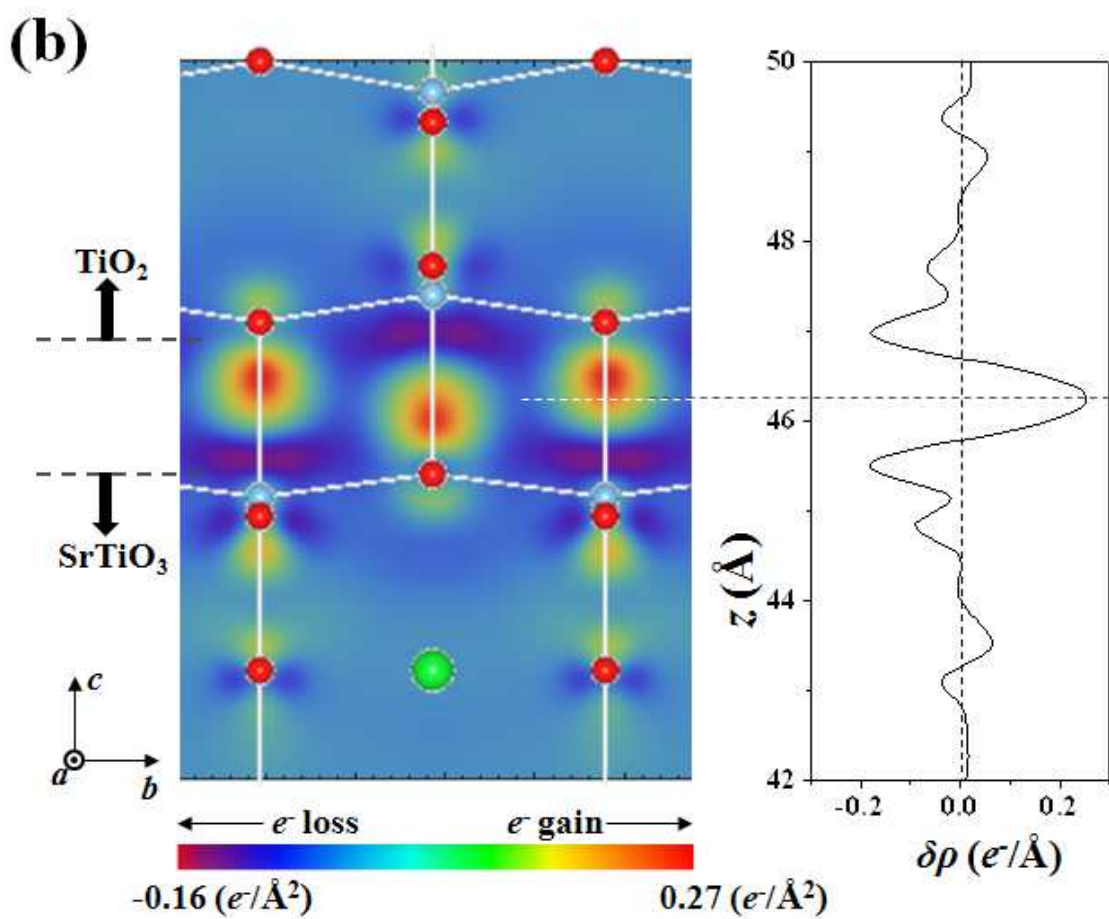 (b)
TiO₂
SrTiO₃
c
a
b
e⁻ loss
e⁻ gain
-0.16 (e⁻/Å²)
0.27 (e⁻/Å²)
50
48
46
44
42
z (Å)
-0.2
0.0
0.2
δρ (e⁻/Å)